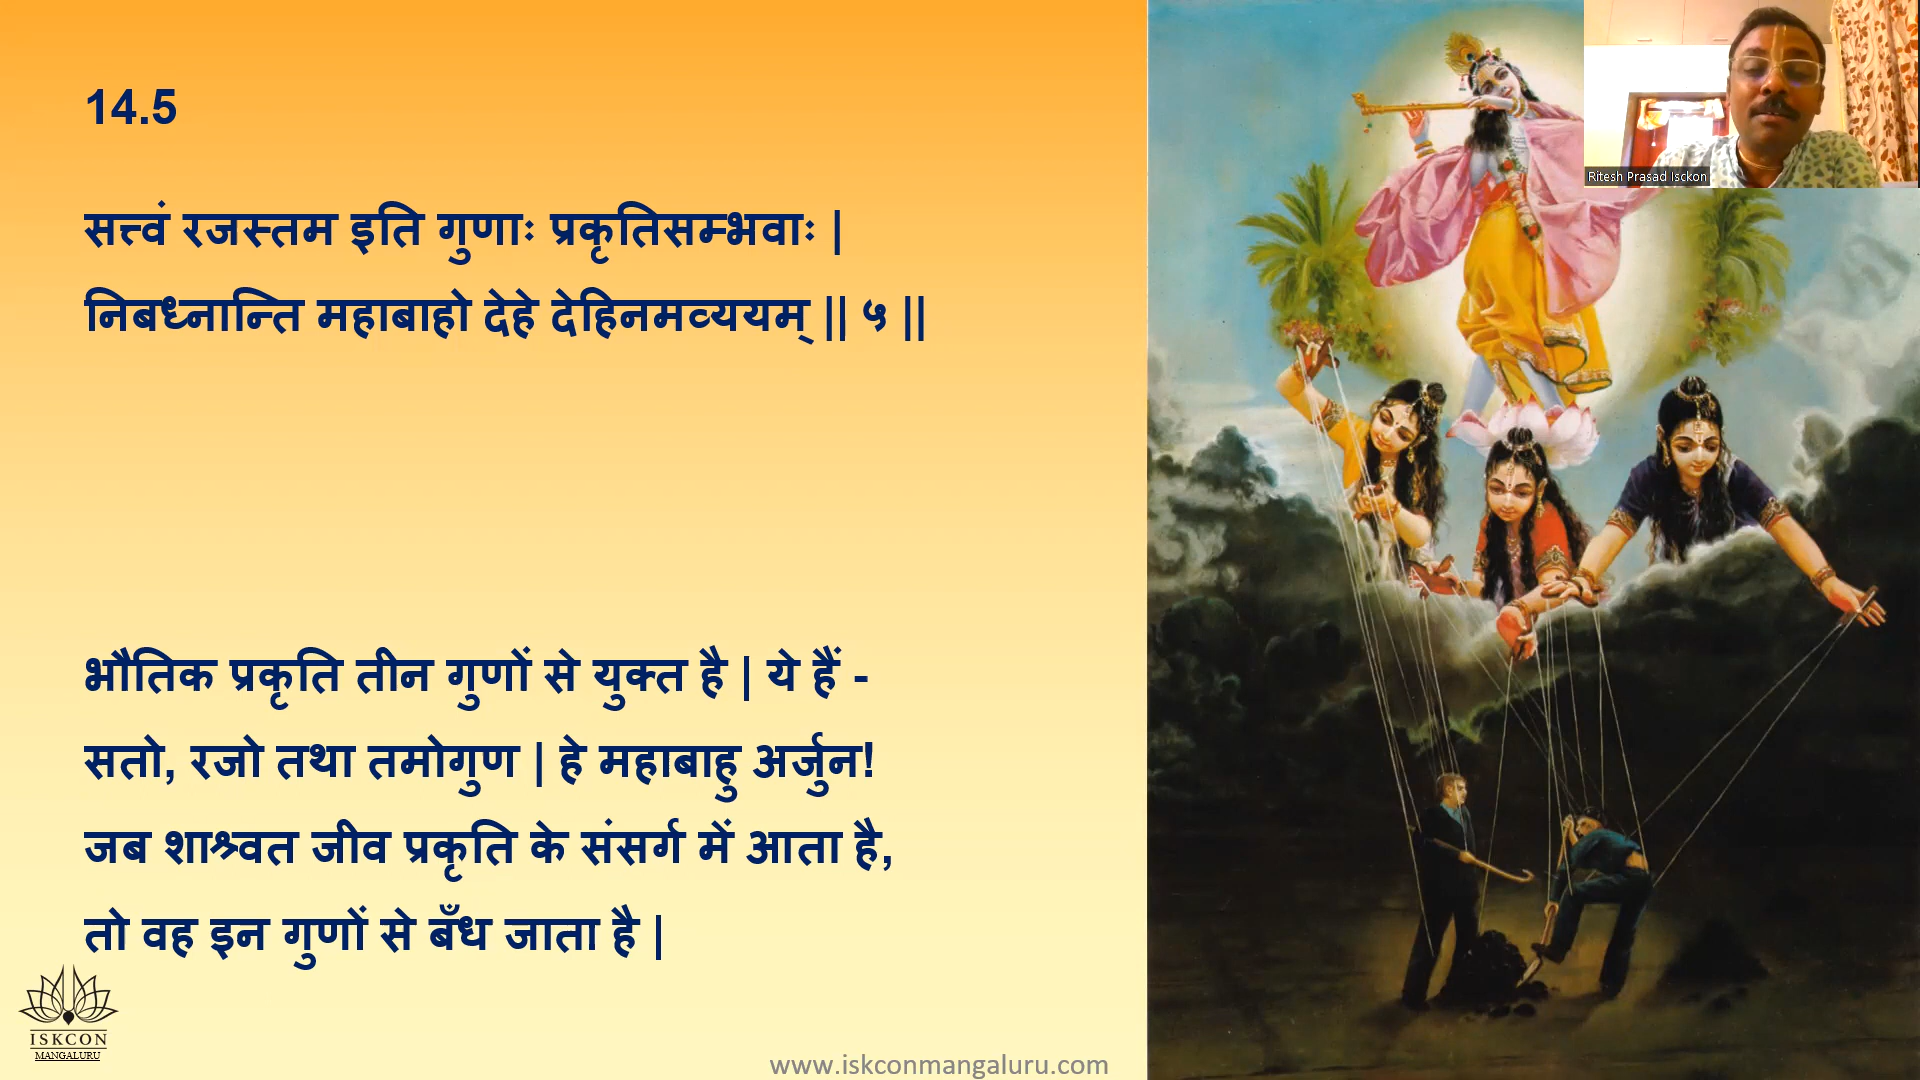 14.5
सत्त्वं रजस्तम इति गुणाः प्रकृतिसम्भवाः |
निबध्नान्ति महाबाहो देहे देहिनमव्ययम् || ५ ||
भौतिक प्रकृति तीन गुणों से युक्त है | ये हैं -
सतो, रजो तथा तमोगुण | हे महाबाहु अर्जुन!
जब शाश्र्वत जीव प्रकृति के संसर्ग में आता है,
तो वह इन गुणों से बँध जाता है |
ISKCON
MANGALURU
www.iskconmangaluru.com
Ritesh Prasad Isckon